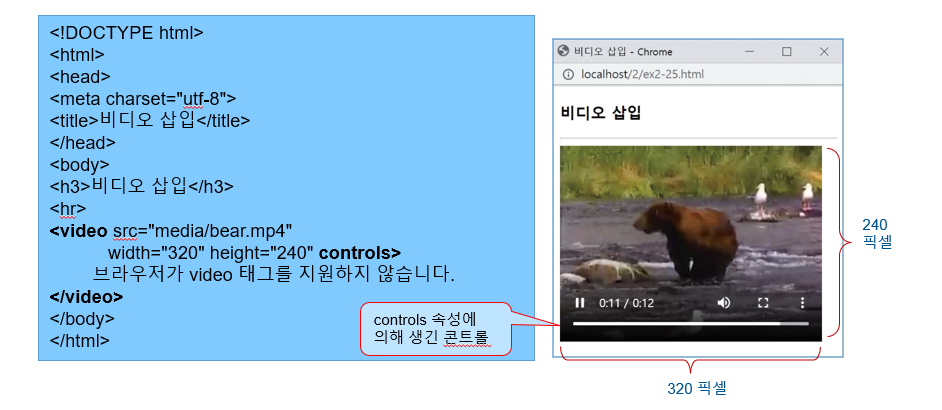 <!DOCTYPE html>
<html>
<head>
<meta charset="utf-8">
<title>비디오 삽입</title>
</head>
<body>
<h3>비디오 삽입</h3>
<hr>
<video src="media/bear.mp4"
width="320" height="240" controls>
브라우저가 video 태그를 지원하지 않습니다.
</video>
</body>
</html>
controls 속성에
의해 생긴 콘트롤
비디오 삽입 - Chrome
localhost/2/ex2-25.html
비디오 삽입
0:11 / 0:12
240
픽셀
320 픽셀